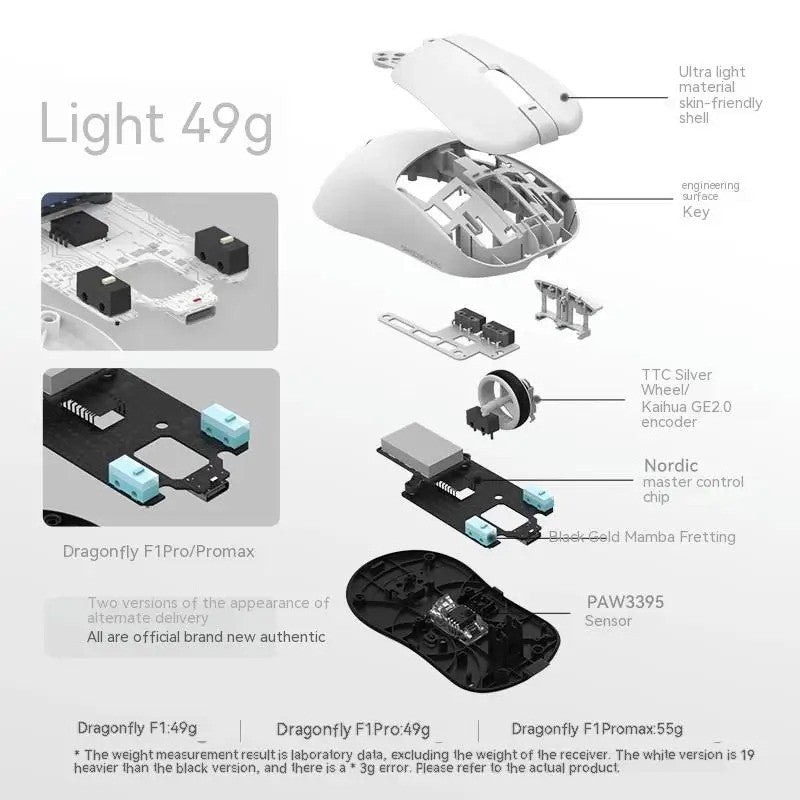 Light 49g
Ultra light
material
skin-friendly
shell
engineering
surface
Key
TTC Silver
Wheel/
Kaihua GE2.0
encoder
Nordic
master control
chip
Black Gold Mamba Fretting
PAW3395
Sensor
Dragonfly F1Pro/Promax
Two versions of the appearance of
alternate delivery
All are official brand new authentic
Dragonfly F1:49g
Dragonfly F1Pro:49g
Dragonfly F1Promax:55g
* The weight measurement result is laboratory data, excluding the weight of the receiver. The white version is 19
heavier than the black version, and there is a * 3g error. Please refer to the actual product.